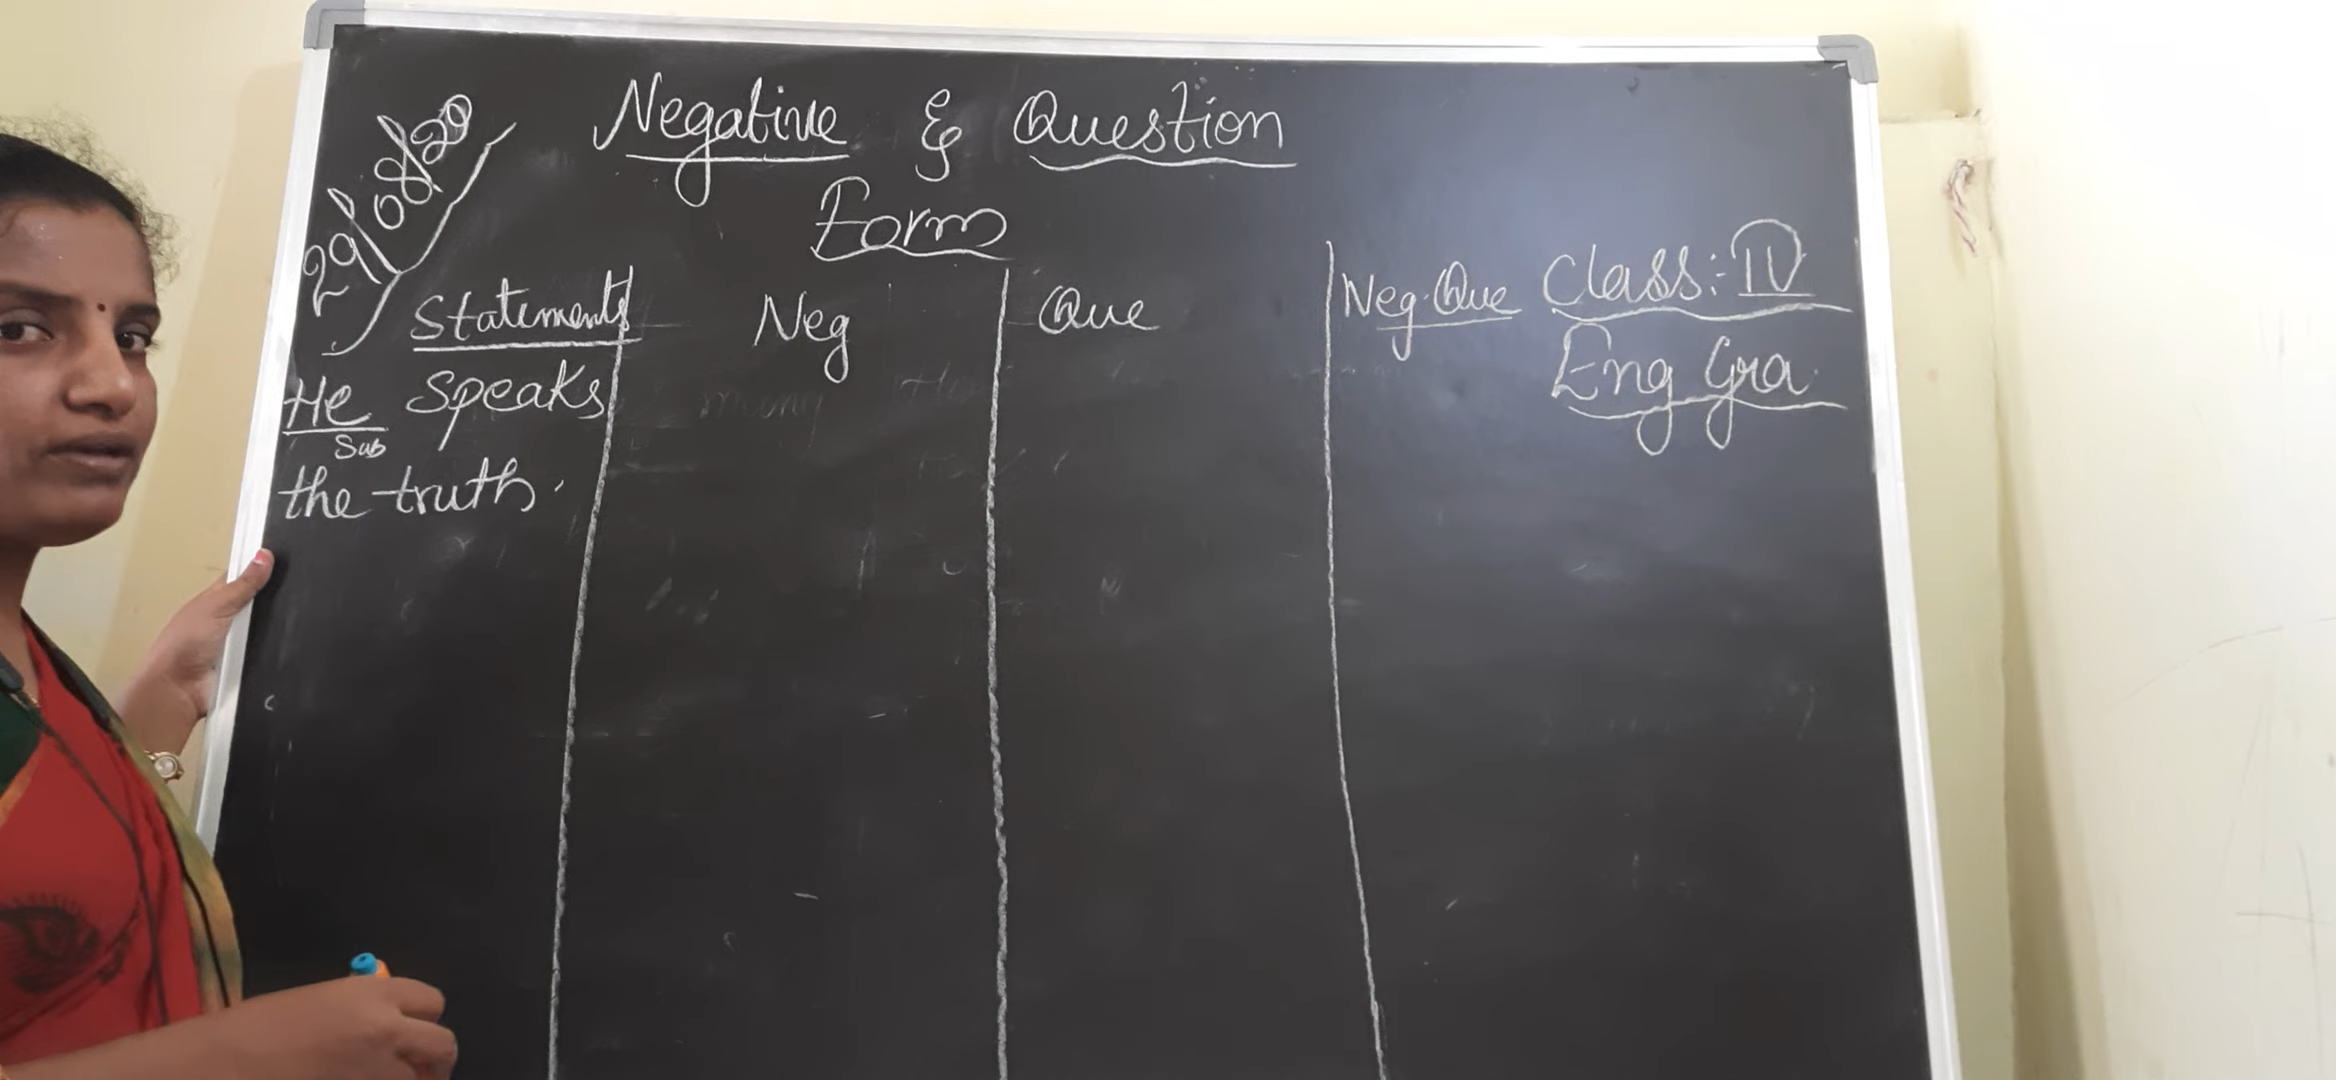 29/08/20
Negative & Question
Form
Class: IV
Eng Gra.
Statements
Neg
Que
Neg. Que
He speaks
Sub
the truth.